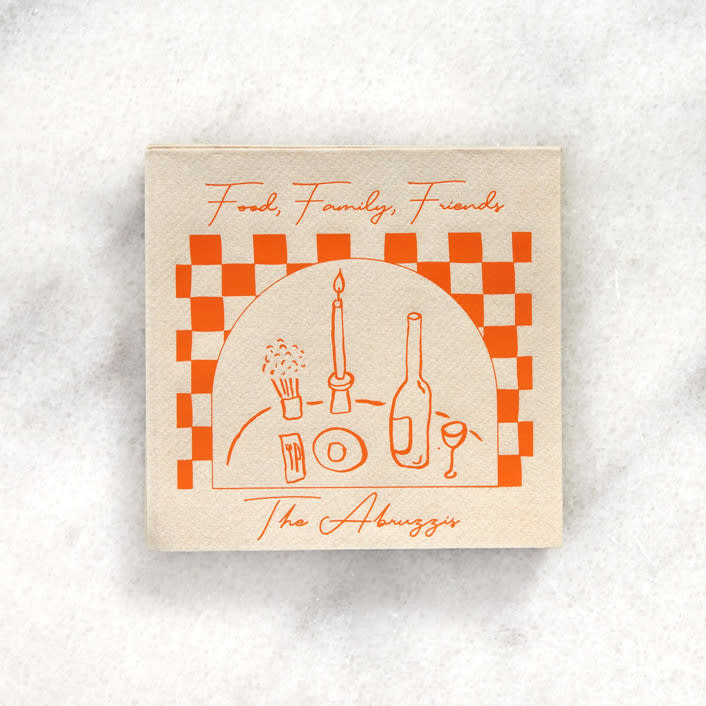 Food, Family, Friends
The Abruzzis